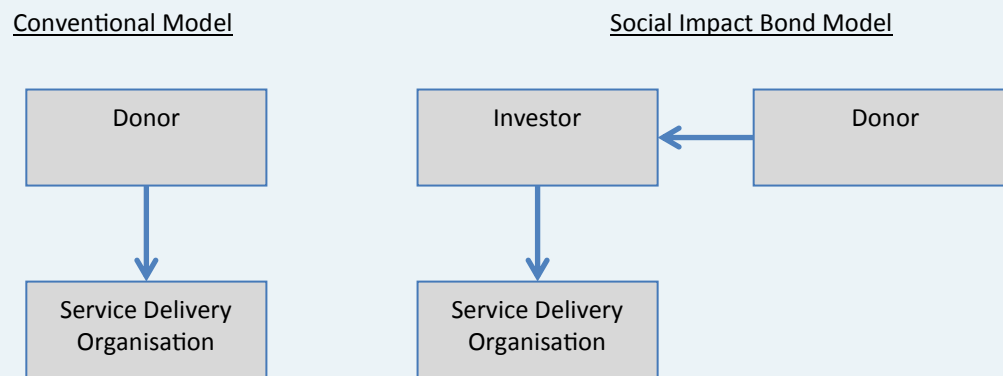 Conventional Model
Social Impact Bond Model
Donor
Investor
Donor
Service Delivery
Organisation
Service Delivery
Organisation